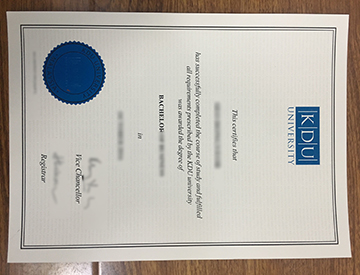 KDU
UNIVERSITY
This certifies that
has successfully completed the course of study and fulfilled
all requirements prescribed by the KDU university
was awarded the degree of
BACHELOR
in
Vice Chancellor
Registrar